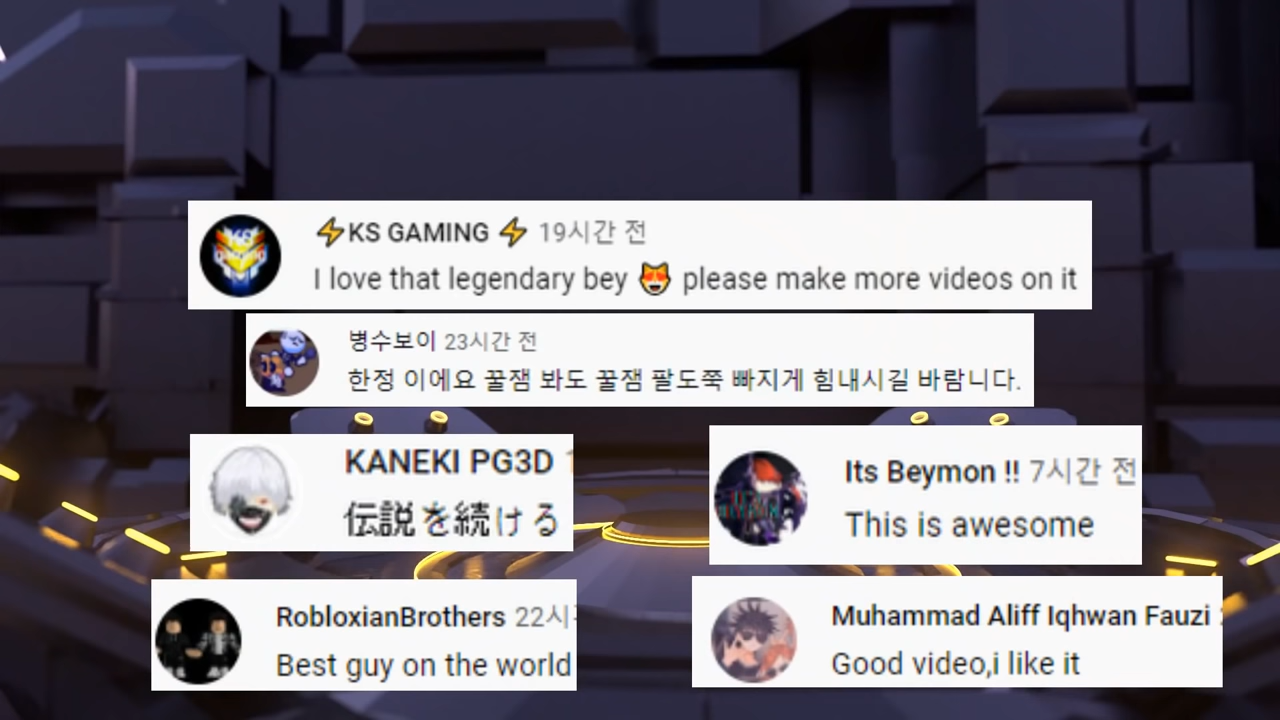 ⚡KS GAMING ⚡ 19시간 전
I love that legendary bey 😻 please make more videos on it
병수보이 23시간 전
한정 이에요 꿀잼 봐도 꿀잼 팔도쭉 빠지게 힘내시길 바람니다.
KANEKI PG3D
伝説を続ける
Its Beymon !! 7시간 전
This is awesome
RobloxianBrothers 22시
Best guy on the world
Muhammad Aliff Iqhwan Fauzi
Good video,i like it